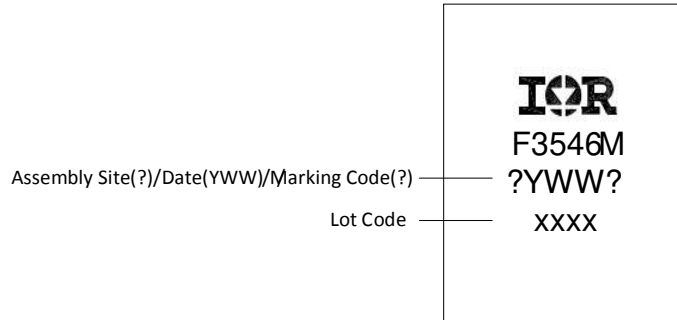 IOR
F3546M
Assembly Site(?)/Date(YWW)/Marking Code(?)
?YWW?
Lot Code
xxxx